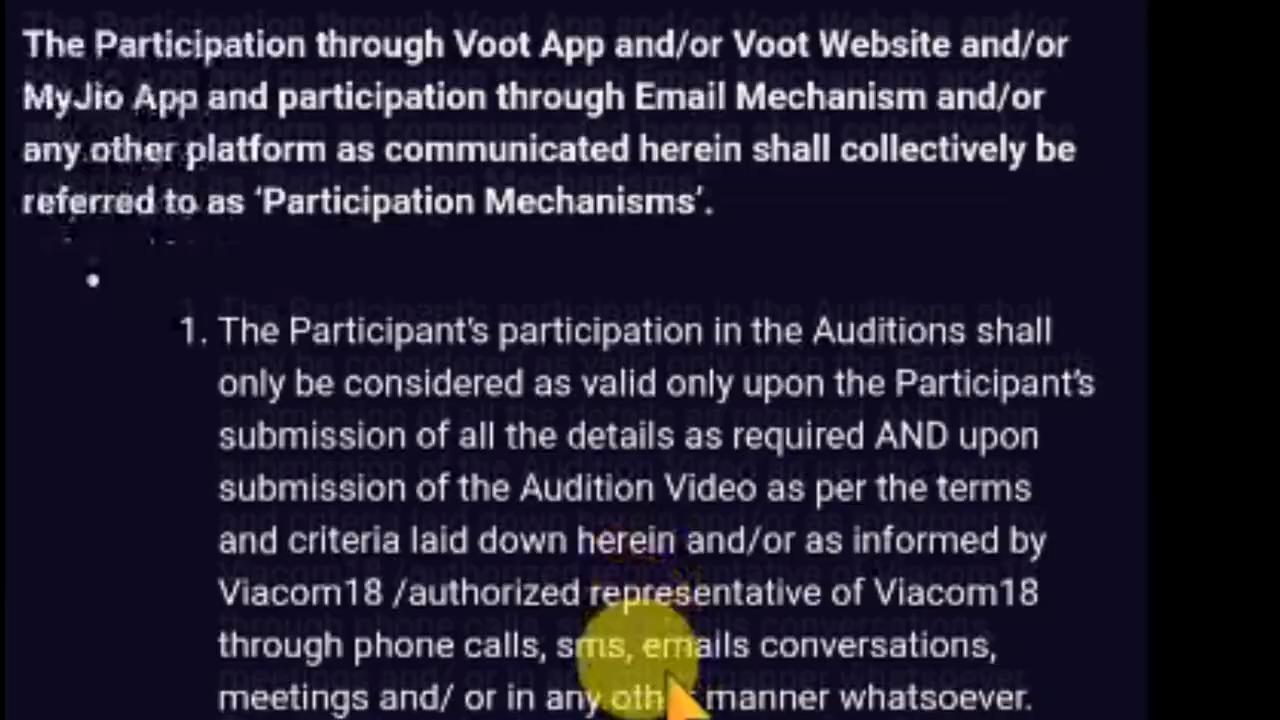 The Participation through Voot App and/or Voot Website and/or
MyJio App and participation through Email Mechanism and/or
any other platform as communicated herein shall collectively be
referred to as ‘Participation Mechanisms’.
1. The Participant’s participation in the Auditions shall
only be considered as valid only upon the Participant’s
submission of all the details as required AND upon
submission of the Audition Video as per the terms
and criteria laid down herein and/or as informed by
Viacom18 /authorized representative of Viacom18
through phone calls, sms, emails conversations,
meetings and/ or in any other manner whatsoever.